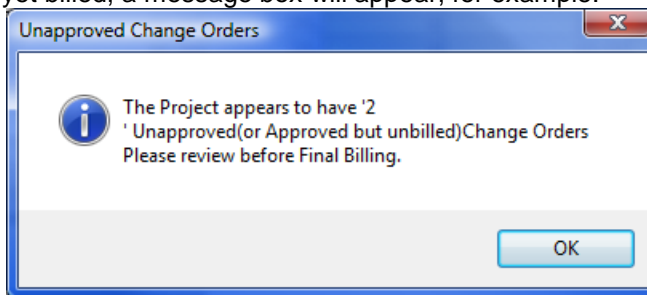 yet billed, a message box will appear, for example:
Unapproved Change Orders
The Project appears to have '2
' Unapproved(or Approved but unbilled)Change Orders
Please review before Final Billing.
OK